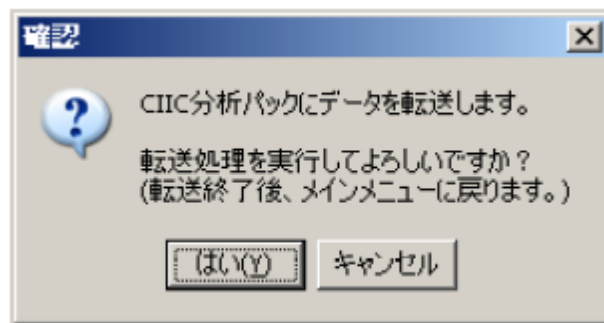 確認
CIIC分析パックにデータを転送します。
転送処理を実行してよろしいですか？
(転送終了後、メインメニューに戻ります。)
はい(Y)
キャンセル